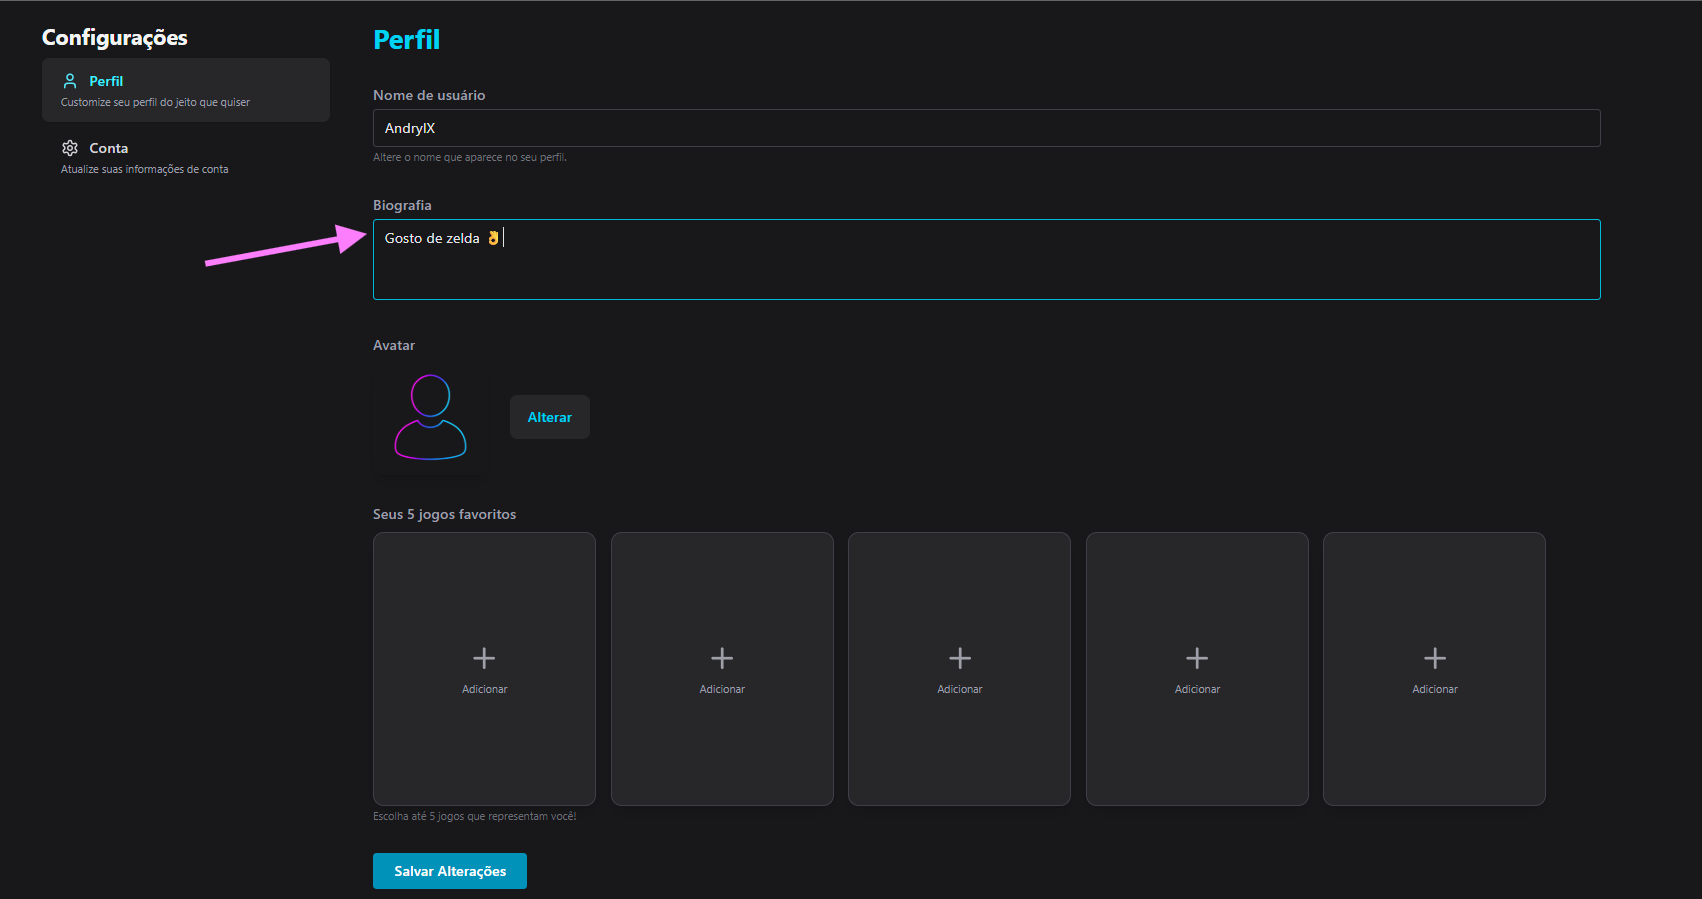 Configurações
Perfil
Customize seu perfil do jeito que quiser
Conta
Atualize suas informações de conta
Perfil
Nome de usuário
AndryIX
Altere o nome que aparece no seu perfil.
Biografia
Gosto de zelda 👌
Avatar
Alterar
Seus 5 jogos favoritos
Adicionar
Adicionar
Adicionar
Adicionar
Adicionar
Escolha até 5 jogos que representam você!
Salvar Alterações